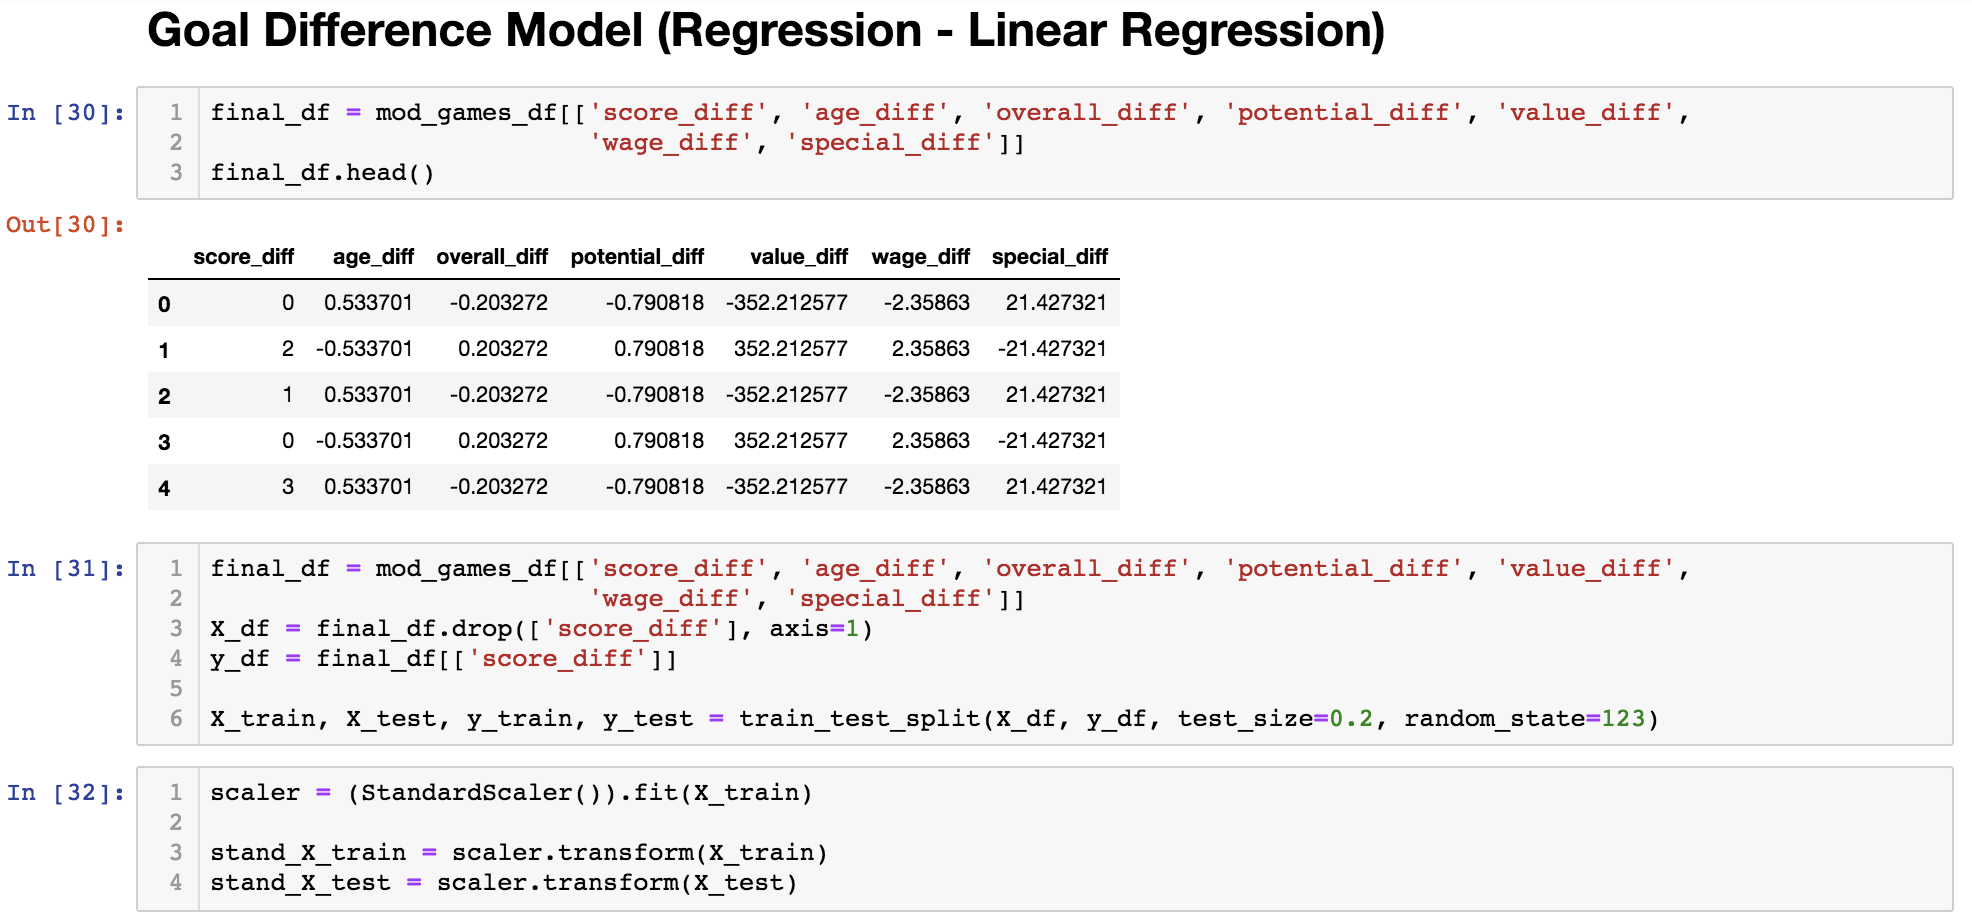 Goal Difference Model (Regression - Linear Regression)
In [30]:
1 final_df = mod_games_df[['score_diff', 'age_diff', 'overall_diff', 'potential_diff', 'value_diff',
2                          'wage_diff', 'special_diff']]
3 final_df.head()
Out[30]:
score_diff age_diff overall_diff potential_diff value_diff wage_diff special_diff
0 0 0.533701 -0.203272 -0.790818 -352.212577 -2.35863 21.427321
1 2 -0.533701 0.203272 0.790818 352.212577 2.35863 -21.427321
2 1 0.533701 -0.203272 -0.790818 -352.212577 -2.35863 21.427321
3 0 -0.533701 0.203272 0.790818 352.212577 2.35863 -21.427321
4 3 0.533701 -0.203272 -0.790818 -352.212577 -2.35863 21.427321
In [31]:
1 final_df = mod_games_df[['score_diff', 'age_diff', 'overall_diff', 'potential_diff', 'value_diff',
2                          'wage_diff', 'special_diff']]
3 X_df = final_df.drop(['score_diff'], axis=1)
4 y_df = final_df[['score_diff']]
5
6 X_train, X_test, y_train, y_test = train_test_split(X_df, y_df, test_size=0.2, random_state=123)
In [32]:
1 scaler = (StandardScaler()).fit(X_train)
2
3 stand_X_train = scaler.transform(X_train)
4 stand_X_test = scaler.transform(X_test)